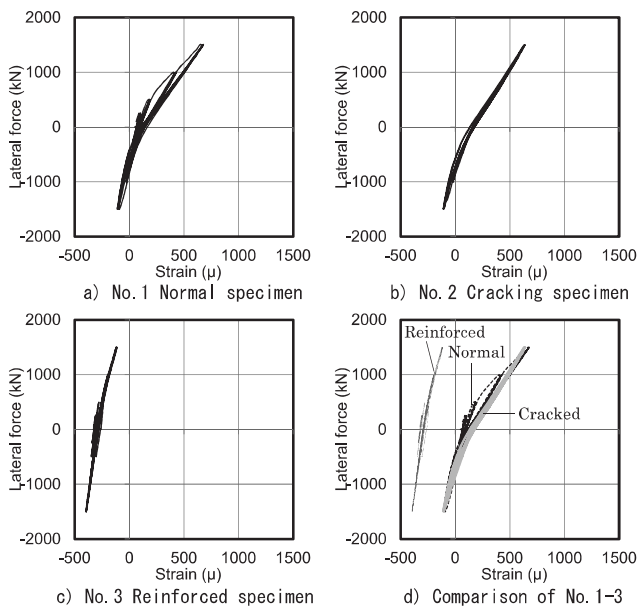 2000
1000
0
-1000
-2000
Lateral force (kN)
-500 0 500 1000 1500
Strain (μ)
a) No.1 Normal specimen
2000
1000
0
-1000
-2000
Lateral force (kN)
-500 0 500 1000 1500
Strain (μ)
b) No.2 Cracking specimen
2000
1000
0
-1000
-2000
Lateral force (kN)
-500 0 500 1000 1500
Strain (μ)
c) No.3 Reinforced specimen
2000
1000
0
-1000
-2000
Lateral force (kN)
Reinforced
Normal
Cracked
-500 0 500 1000 1500
Strain (μ)
d) Comparison of No.1-3